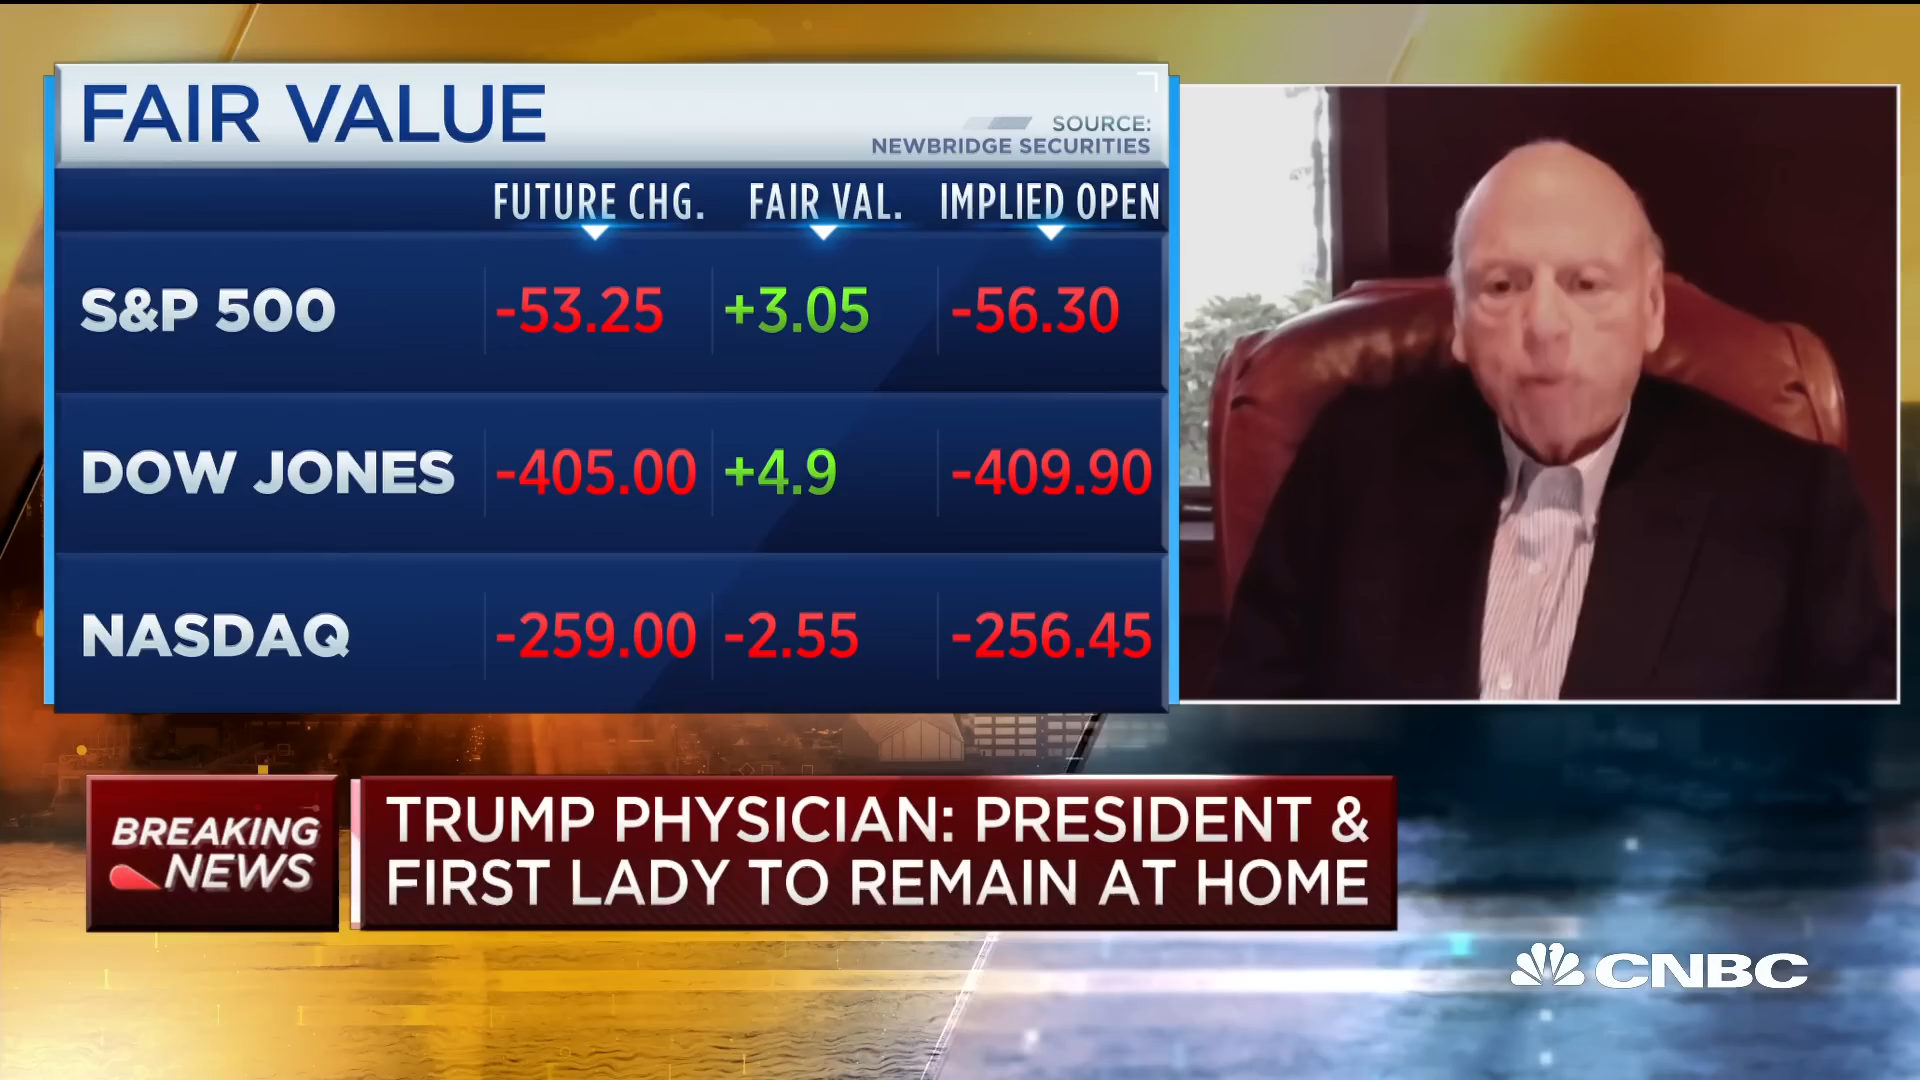 FAIR VALUE
SOURCE:
NEWBRIDGE SECURITIES
FUTURE CHG. FAIR VAL. IMPLIED OPEN
S&P 500 -53.25 +3.05 -56.30
DOW JONES -405.00 +4.9 -409.90
NASDAQ -259.00 -2.55 -256.45
BREAKING
NEWS
TRUMP PHYSICIAN: PRESIDENT &
FIRST LADY TO REMAIN AT HOME
CNBC